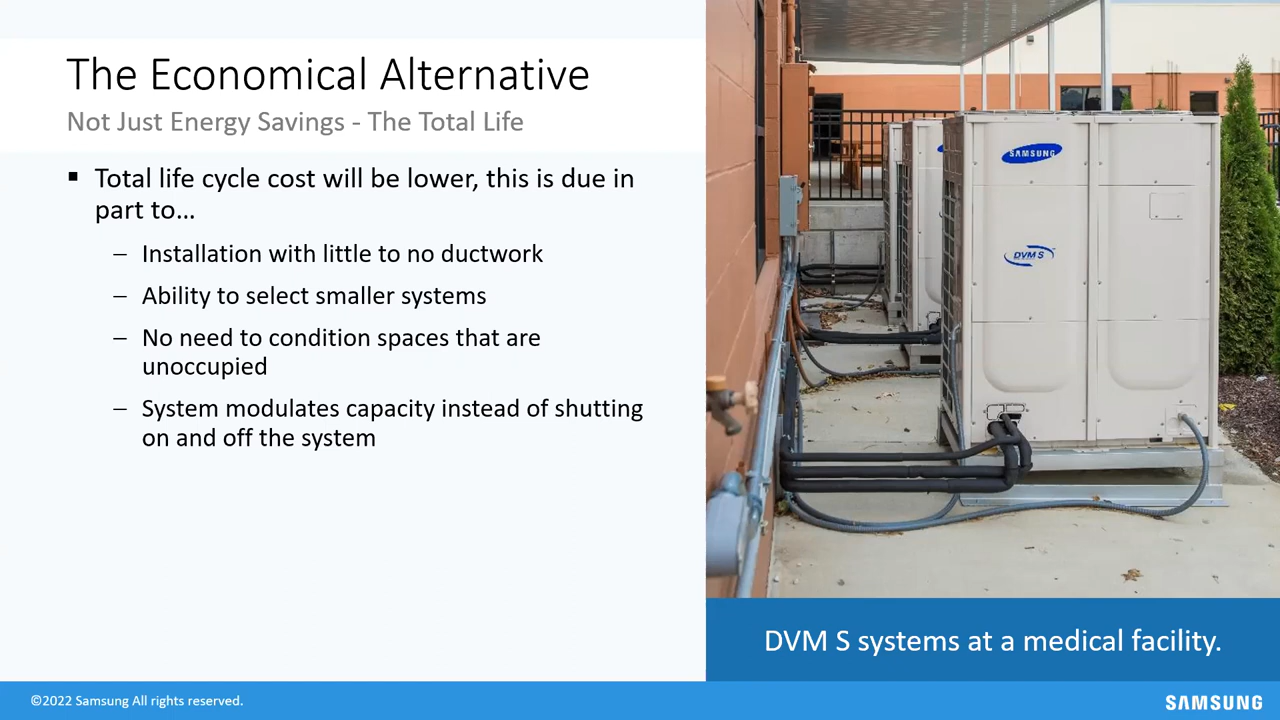 The Economical Alternative
Not Just Energy Savings - The Total Life
▪ Total life cycle cost will be lower, this is due in
part to...
– Installation with little to no ductwork
– Ability to select smaller systems
– No need to condition spaces that are
unoccupied
– System modulates capacity instead of shutting
on and off the system
SAMSUNG
DVM S
DVM S systems at a medical facility.
©2022 Samsung All rights reserved.
SAMSUNG